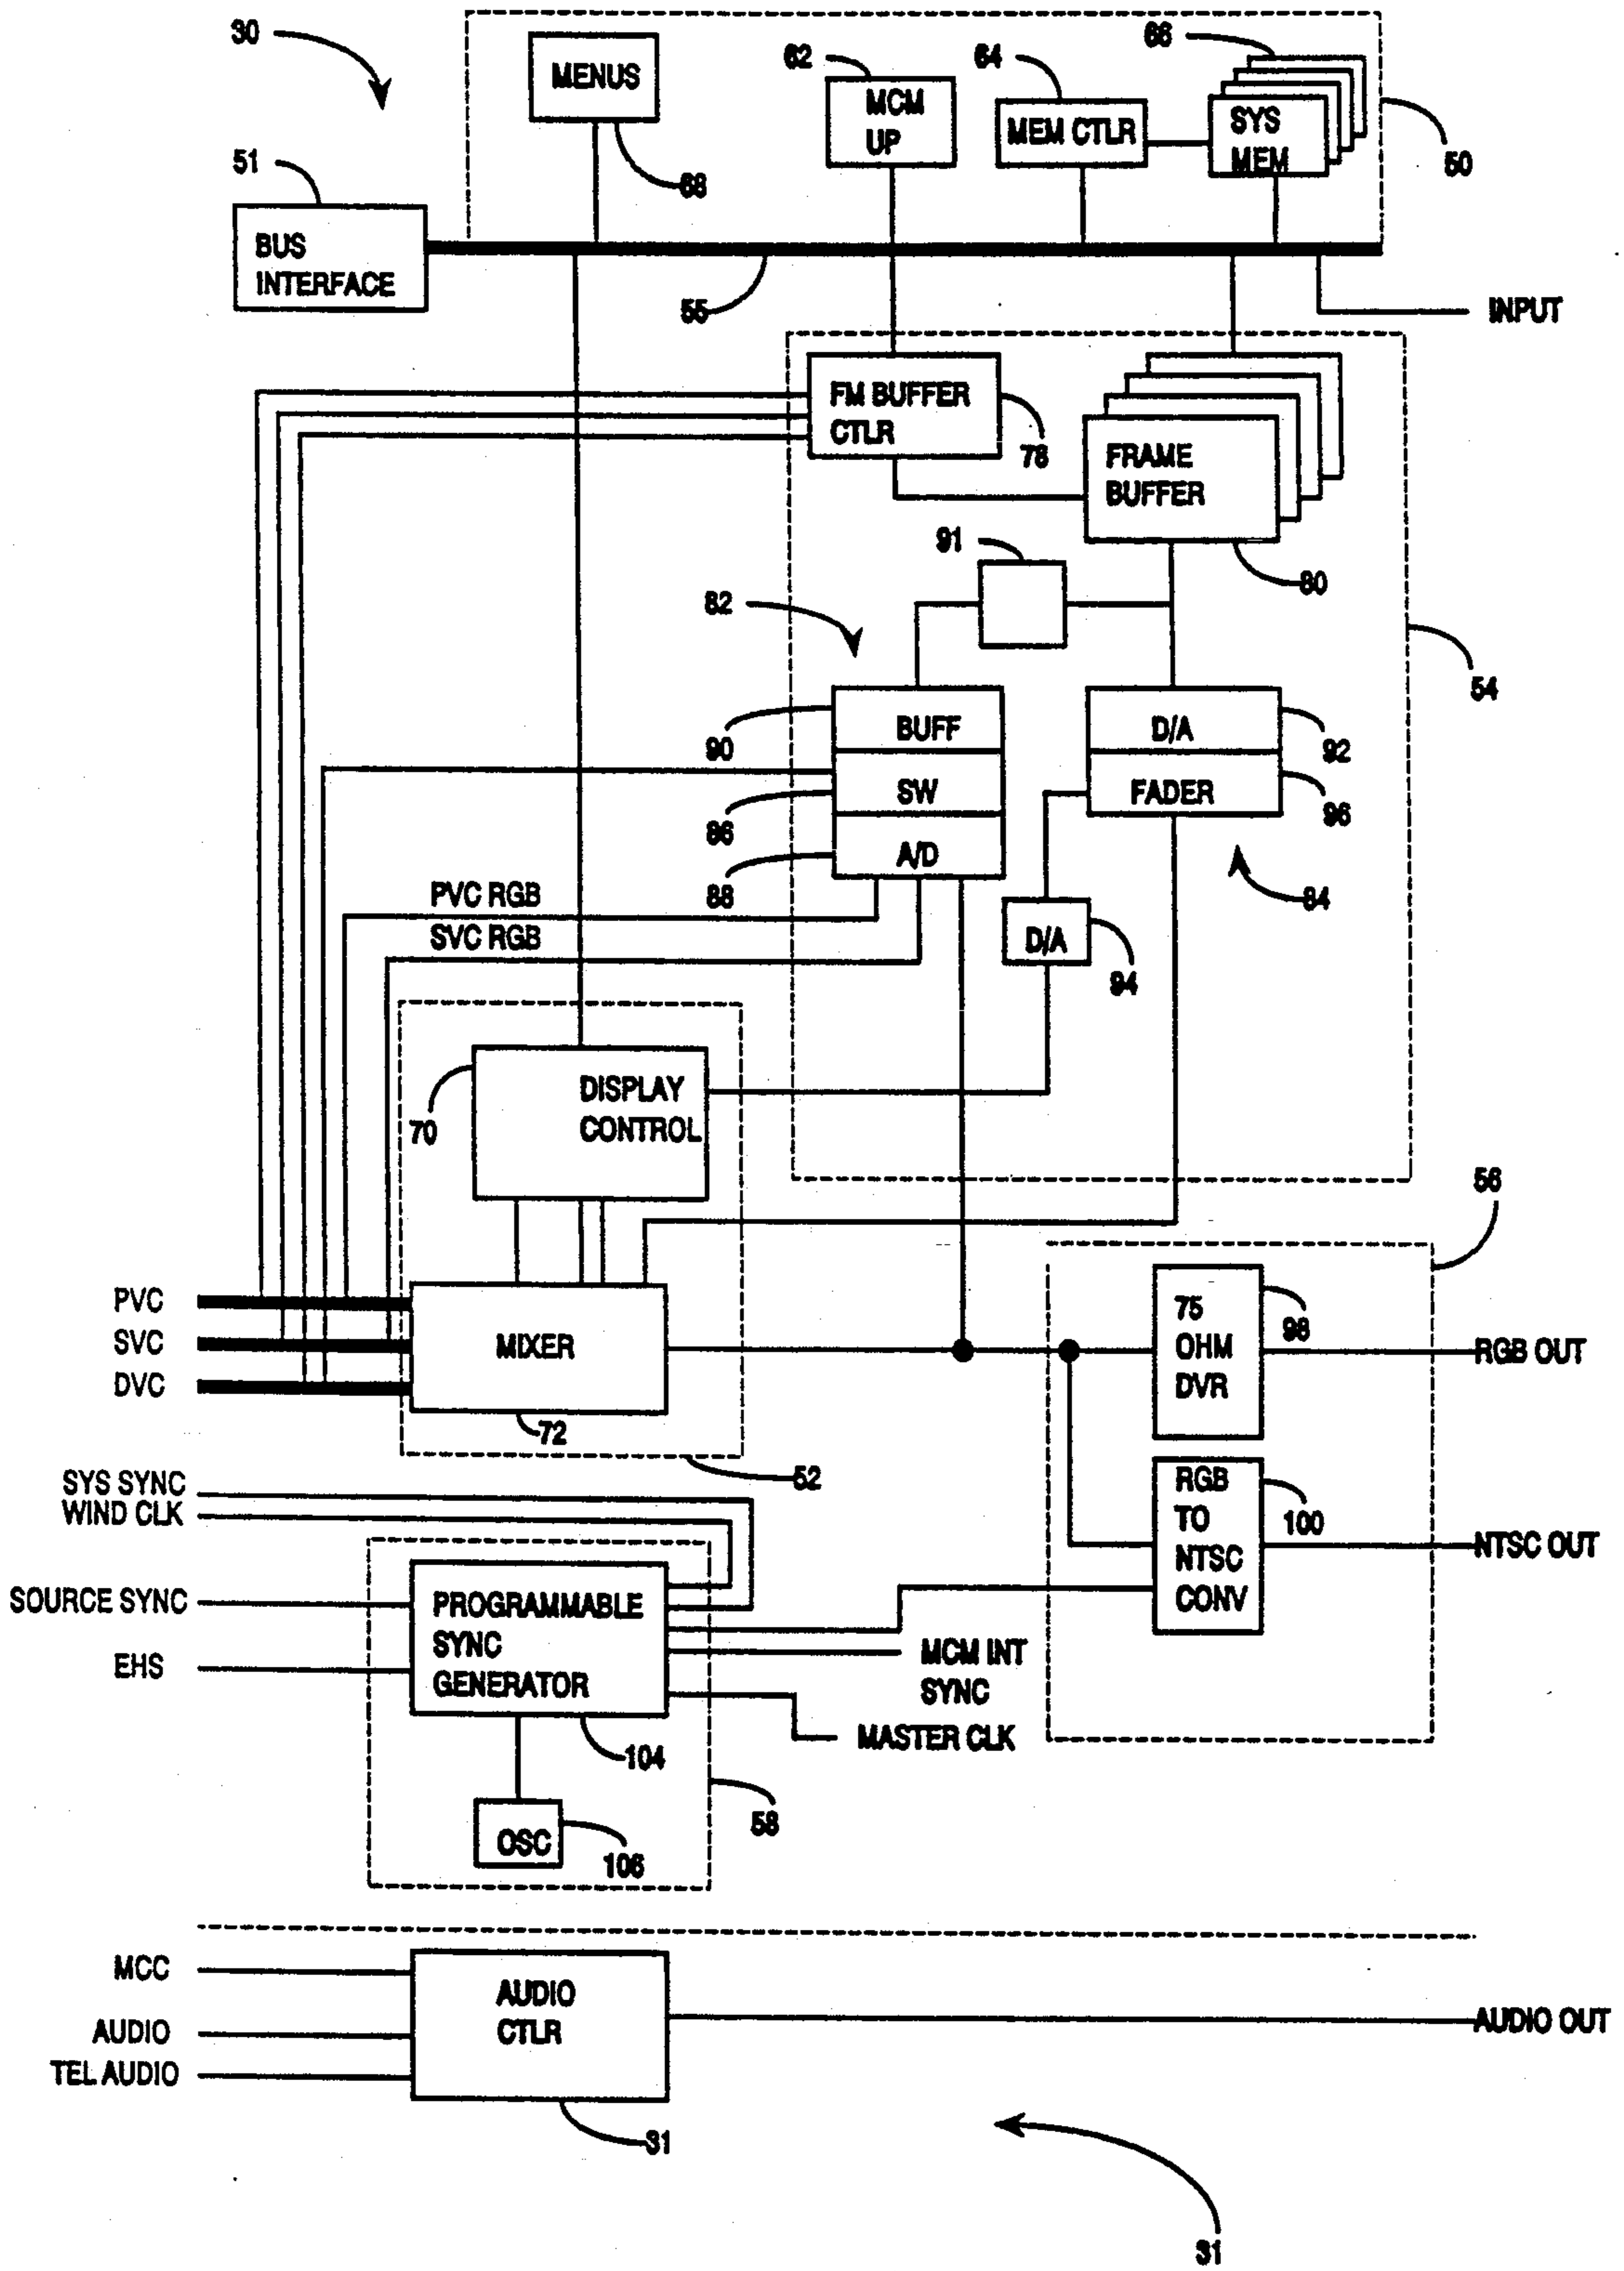 30
MENUS
68
62
MCM
UP
64
MEM CTLR
66
SYS
MEM
50
51
BUS
INTERFACE
55
INPUT
FM BUFFER
CTLR
78
FRAME
BUFFER
80
91
82
54
90
BUFF
86
SW
88
A/D
D/A
92
FADER
96
84
PVC RGB
SVC RGB
D/A
94
70
DISPLAY
CONTROL
56
PVC
SVC
DVC
MIXER
72
52
75
OHM
DVR
98
RGB OUT
RGB
TO
NTSC
CONV
100
NTSC OUT
SYS SYNC
WIND CLK
SOURCE SYNC
EHS
PROGRAMMABLE
SYNC
GENERATOR
104
MCM INT
SYNC
MASTER CLK
58
OSC
106
MCC
AUDIO
TEL AUDIO
AUDIO
CTLR
31
AUDIO OUT
31